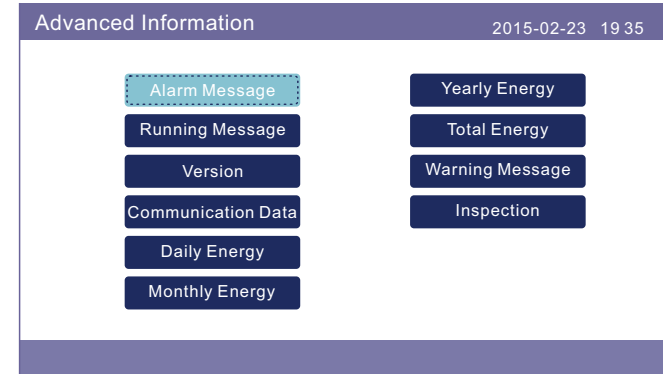 Advanced Information 2015-02-23 19 35
Alarm Message
Running Message
Version
Communication Data
Daily Energy
Monthly Energy
Yearly Energy
Total Energy
Warning Message
Inspection